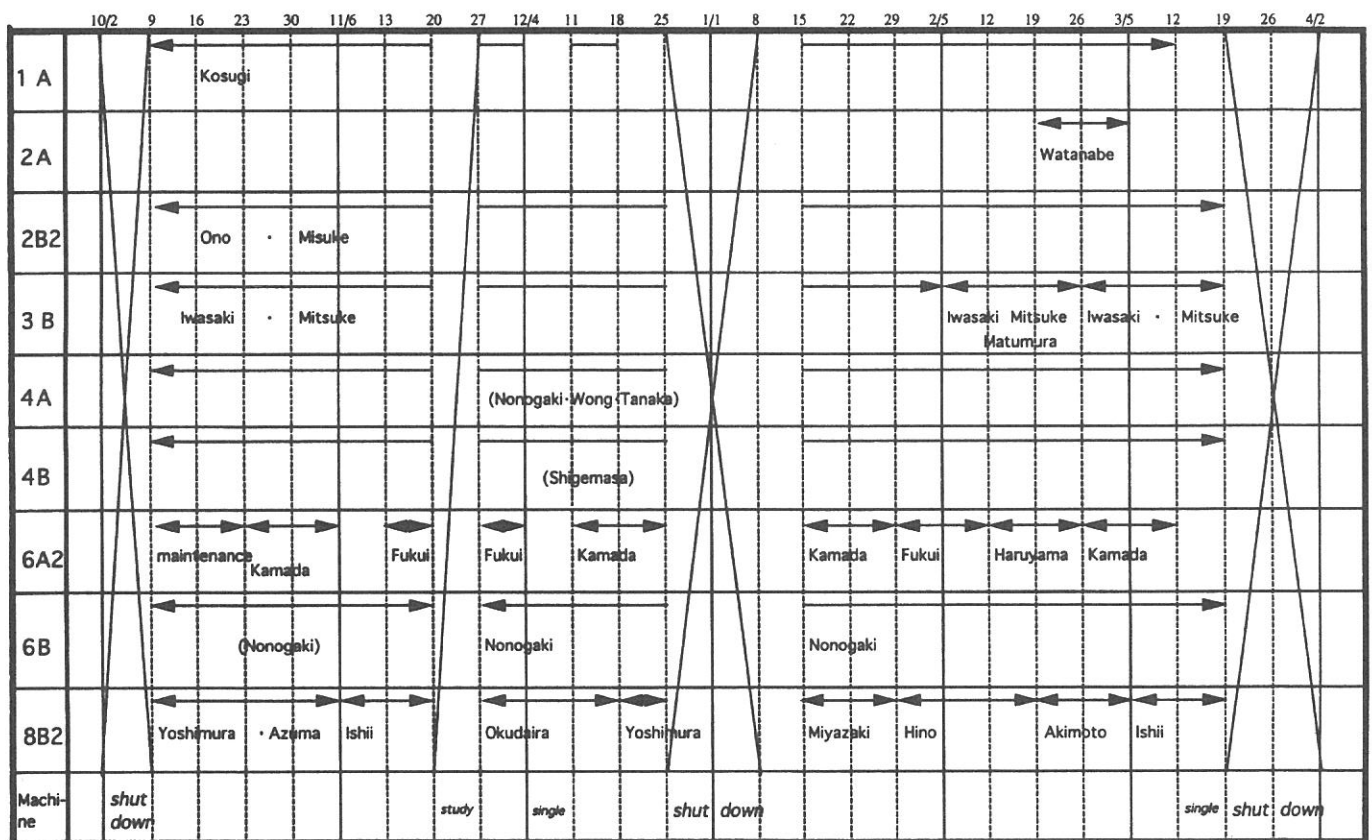 10/2 9 16 23 30 11/6 13 20 27 12/4 11 18 25 1/1 8 15 22 29 2/5 12 19 26 3/5 12 19 26 4/2
1 A Kosugi
2A Watanabe
2B2 Ono · Misuke
3 B Iwasaki · Mitsuke Iwasaki Mitsuke Iwasaki · Mitsuke
Matumura
4A (Nonogaki·Wong·Tanaka)
4B (Shigemasa)
6A2 maintenance Kamada Fukui Fukui Kamada Kamada Fukui Haruyama Kamada
6B (Nonogaki) Nonogaki Nonogaki
8B2 Yoshimura · Azuma Ishii Okudaira Yoshimura Miyazaki Hino Akimoto Ishii
Machi-
ne
shut
down
study single shut down single shut down